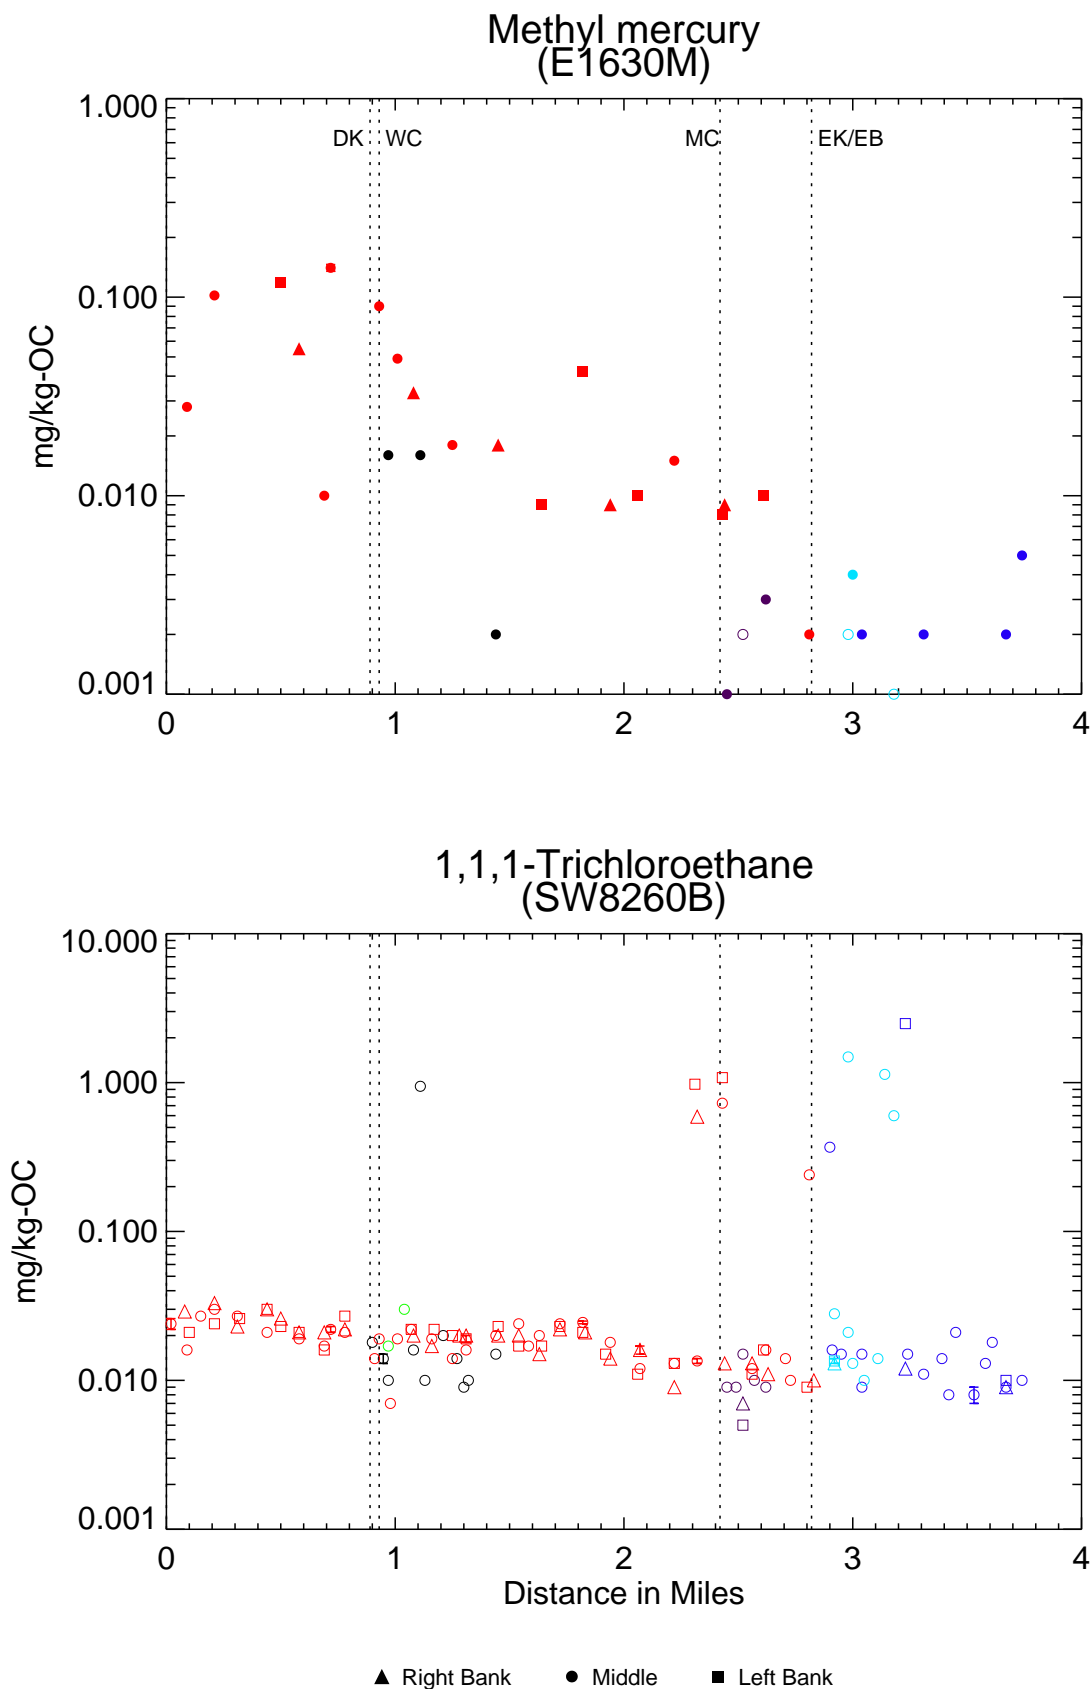 Methyl mercury
(E1630M)
1.000
DK WC MC EK/EB
0.100
mg/kg-OC
0.010
0.001
0 1 2 3 4
1,1,1-Trichloroethane
(SW8260B)
10.000
1.000
0.100
mg/kg-OC
0.010
0.001
0 1 2 3 4
Distance in Miles
Right Bank Middle Left Bank